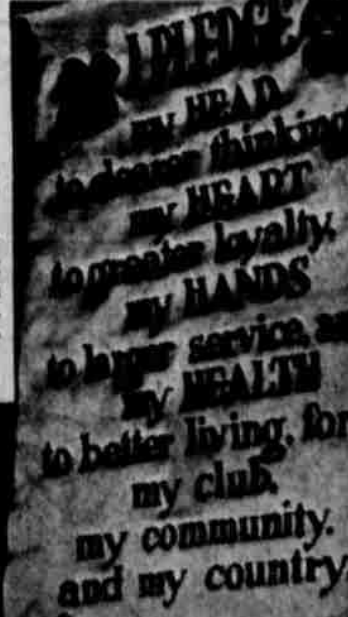 I PLEDGE
my HEAD
to clearer thinking
my HEART
to greater loyalty,
my HANDS
to larger service, an
my HEALTH
to better living, for
my club,
my community,
and my country.